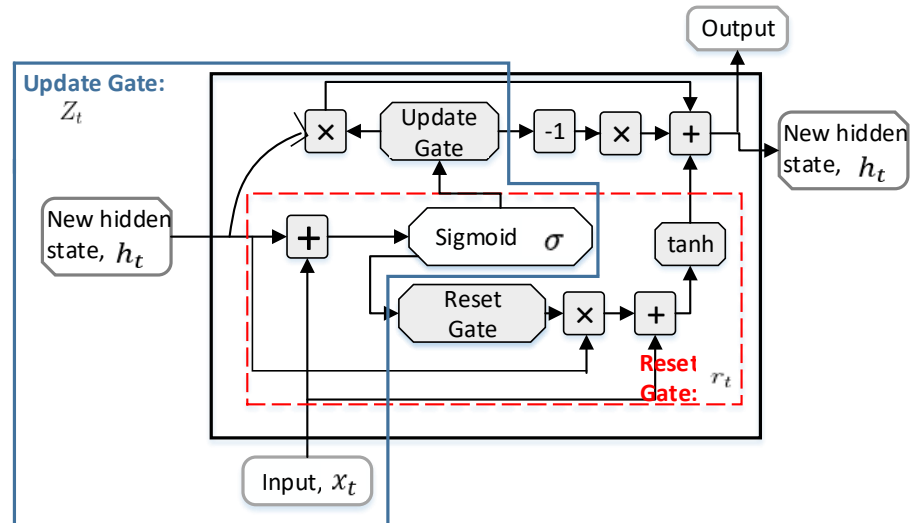 Output
Update Gate:
Z_t
×
Update
Gate
-1
×
+
New hidden
state, h_t
New hidden
state, h_t
+
Sigmoid σ
tanh
Reset
Gate
×
+
Reset
Gate: r_t
Input, x_t